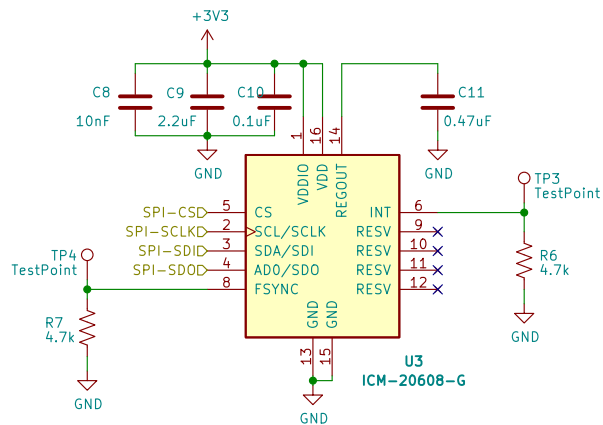 +3V3
C8
10nF
C9
2.2uF
C10
0.1uF
C11
0.47uF
GND
GND
1
16
14
VDDIO
VDD
REGOUT
SPI-CS
5
CS
SPI-SCLK
2
SCL/SCLK
SPI-SDI
3
SDA/SDI
SPI-SDO
4
AD0/SDO
8
FSYNC
INT
6
RESV
9
RESV
10
RESV
11
RESV
12
TP3
TestPoint
TP4
TestPoint
R6
4.7k
R7
4.7k
GND
GND
13
15
GND
GND
GND
U3
ICM-20608-G